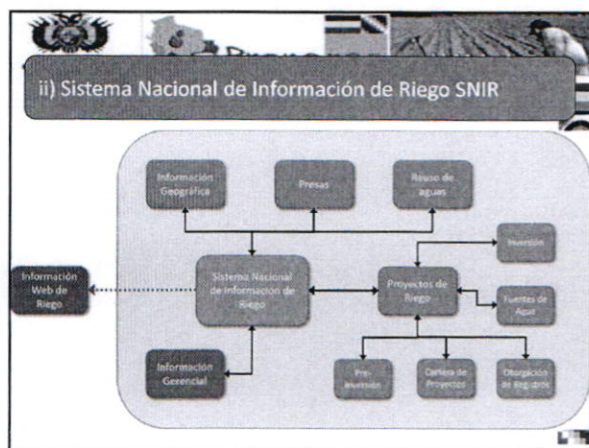 ii) Sistema Nacional de Información de Riego SNIR
Información
Geográfica
Presas
Reuso de
aguas
Inversión
Información
Web de
Riego
Sistema Nacional
de Información de
Riego
Proyectos de
Riego
Fuentes de
Agua
Información
Gerencial
Pre-
inversión
Cartera de
Proyectos
Otorgación
de Registros